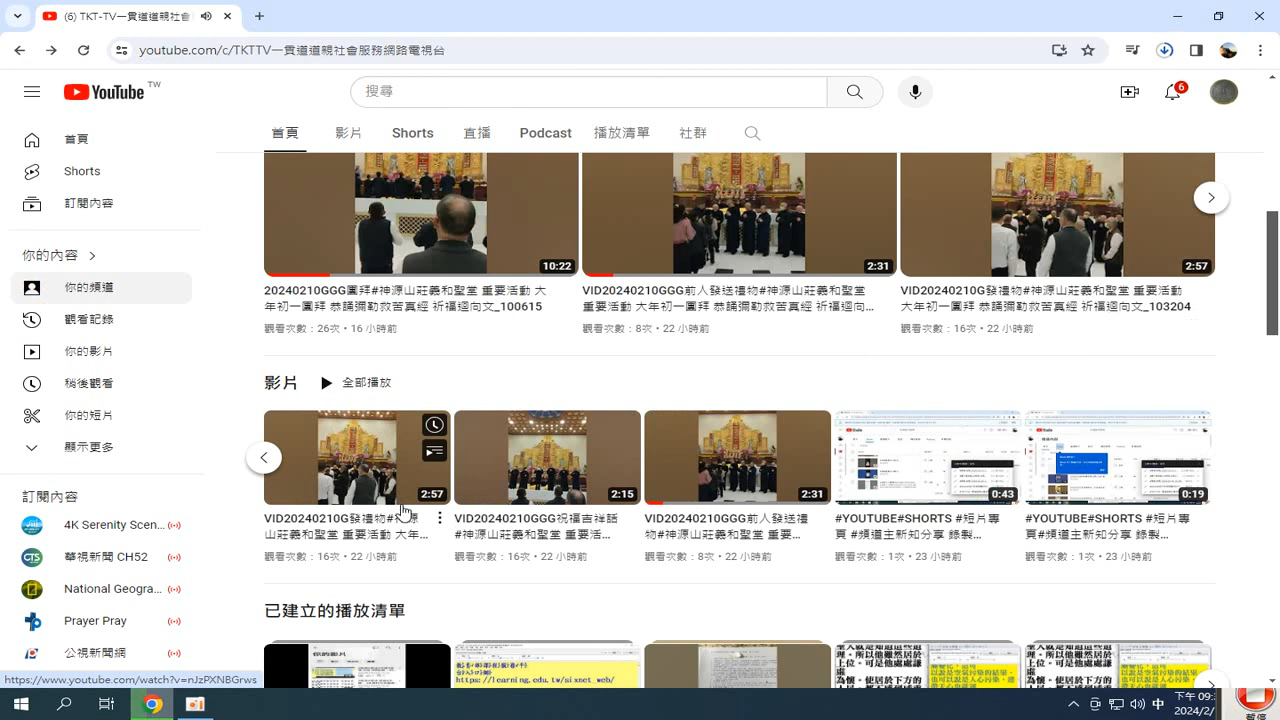 (6) TKT-TV一貫道道親社會
youtube.com/c/TKTTV一貫道道親社會服務網路電視台
YouTube TW
搜尋
6
首頁
影片
Shorts
直播
Podcast
播放清單
社群
首頁
Shorts
訂閱內容
你的內容
你的頻道
觀看記錄
你的影片
稍後觀看
你的短片
顯示更多
訂閱內容
4K Serenity Scen...
華視新聞 CH52
National Geogra...
Prayer Pray
公視新聞網
10:22
20240210GGG團拜#神源山莊義和聖堂 重要活動 大
年初一團拜 恭誦彌勒救苦真經 祈福迴向文_100615
觀看次數：26次 • 16 小時前
2:31
VID20240210GGG前人發送禮物#神源山莊義和聖堂
重要活動 大年初一團拜 恭誦彌勒救苦真經 祈福迴向...
觀看次數：8次 • 22 小時前
2:57
VID20240210G發禮物#神源山莊義和聖堂 重要活動
大年初一團拜 恭誦彌勒救苦真經 祈福迴向文_103204
觀看次數：16次 • 22 小時前
影片
全部播放
2:57
VID20240210G發禮物#神源
山莊義和聖堂 重要活動 大年...
觀看次數：16次 • 22 小時前
2:15
VID20240210GGG祝福吉祥語
#神源山莊義和聖堂 重要活...
觀看次數：16次 • 22 小時前
2:31
VID20240210GGG前人發送禮
物#神源山莊義和聖堂 重要...
觀看次數：8次 • 22 小時前
0:43
#YOUTUBE#SHORTS #短片專
頁 #頻道主新知分享 錄製...
觀看次數：1次 • 23 小時前
0:19
#YOUTUBE#SHORTS #短片專
頁#頻道主新知分享 錄製...
觀看次數：1次 • 23 小時前
已建立的播放清單
你的影片
https://learning.edu.tw/sixnet_web/
https://www.youtube.com/watch?v=nJzPXNBGrws
中
下午 09:
2024/2/
暫停